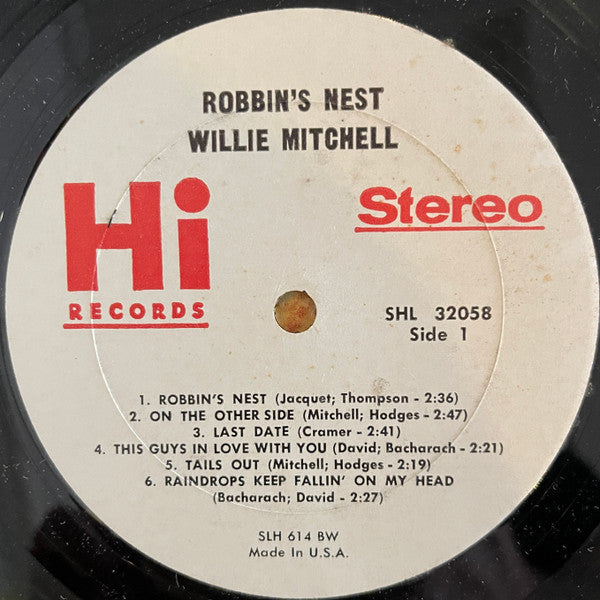 ROBBIN'S NEST
WILLIE MITCHELL
Hi
RECORDS
Stereo
SHL 32058
Side 1
1. ROBBIN'S NEST (Jacquet; Thompson - 2:36)
2. ON THE OTHER SIDE (Mitchell; Hodges - 2:47)
3. LAST DATE (Cramer - 2:41)
4. THIS GUYS IN LOVE WITH YOU (David; Bacharach - 2:21)
5. TAILS OUT (Mitchell; Hodges - 2:19)
6. RAINDROPS KEEP FALLIN' ON MY HEAD
(Bacharach; David - 2:27)
SLH 614 BW
Made In U.S.A.